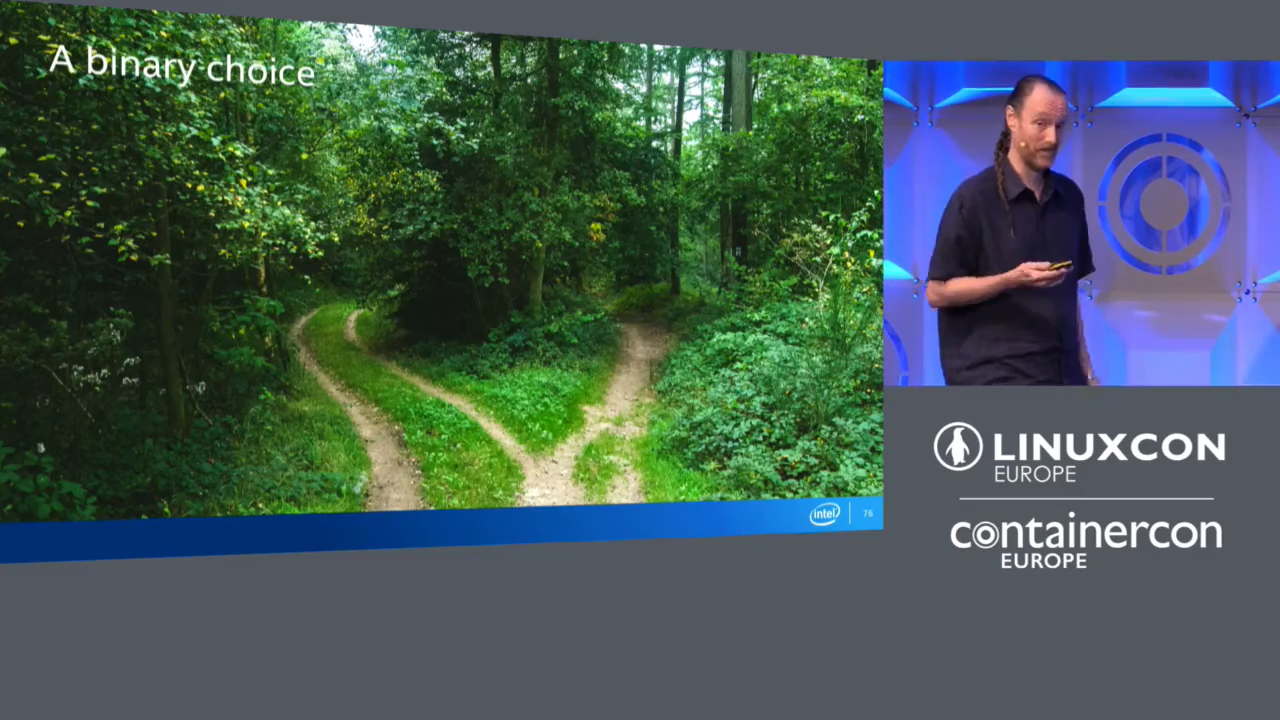 A binary choice
intel
76
LINUXCON
EUROPE
containercon
EUROPE